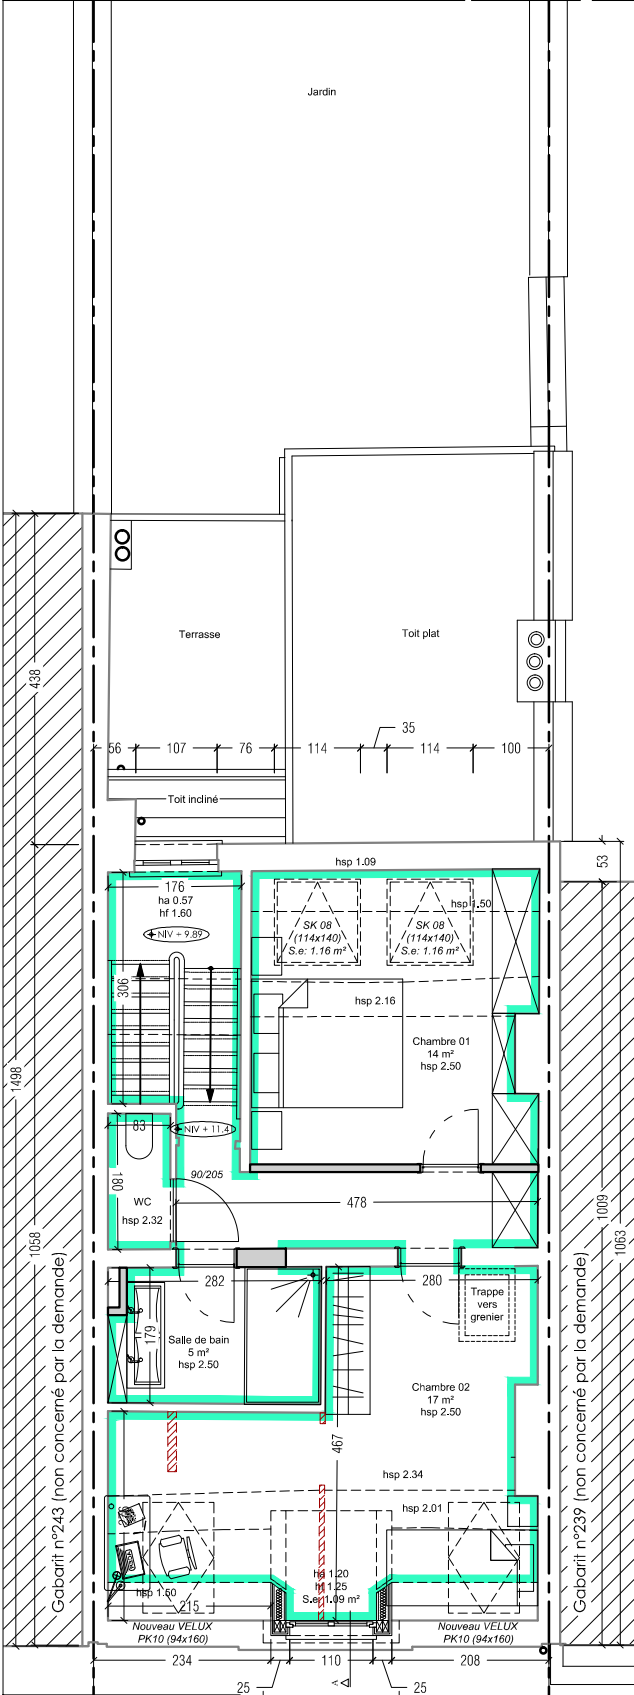 Jardin
Terrasse
Toit plat
438
35
56
107
76
114
114
100
Toit incliné
53
hsp 1.09
176
ha 0.57
hf 1.60
NIV + 9.89
hsp 1.50
SK 08
(114x140)
S.e: 1.16 m²
SK 08
(114x140)
S.e: 1.16 m²
306
hsp 2.16
Chambre 01
14 m²
hsp 2.50
1498
83
NIV + 11.4
90/205
180
WC
hsp 2.32
478
1058
1009
1063
282
280
Trappe
vers
grenier
179
Salle de bain
5 m²
hsp 2.50
Chambre 02
17 m²
hsp 2.50
467
hsp 2.34
hsp 2.01
Gabarit n°243 (non concerné par la demande)
Gabarit n°239 (non concerné par la demande)
hsp 1.50
ha 1.20
hf 1.25
S.e: 1.09 m²
215
Nouveau VELUX
PK10 (94x160)
Nouveau VELUX
PK10 (94x160)
234
110
208
25
A
25